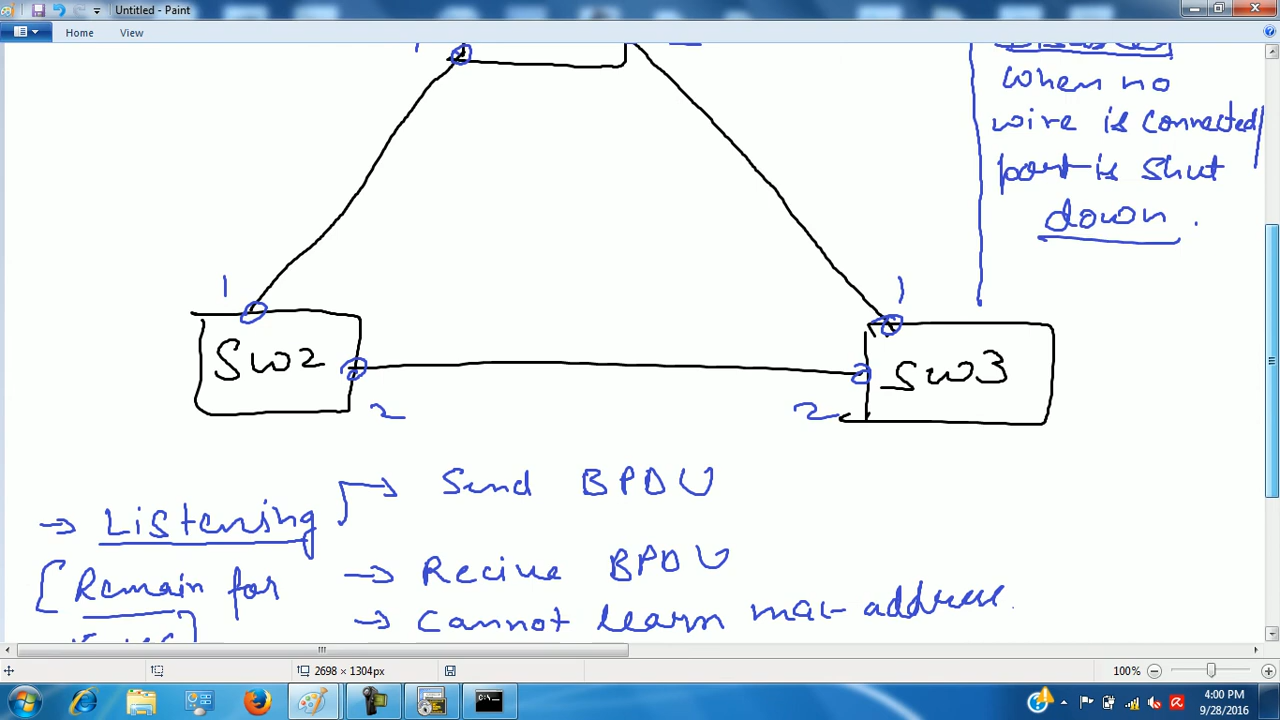 Untitled - Paint
Home View
when no
wire is connected
port is shut
down.
1
1
Sw2
Sw3
2
2
→ Listening
→ Send BPDU
[Remain for
→ Recive BPDU
→ Cannot learn mac address.
2698 × 1304px
100%
4:00 PM
9/28/2016